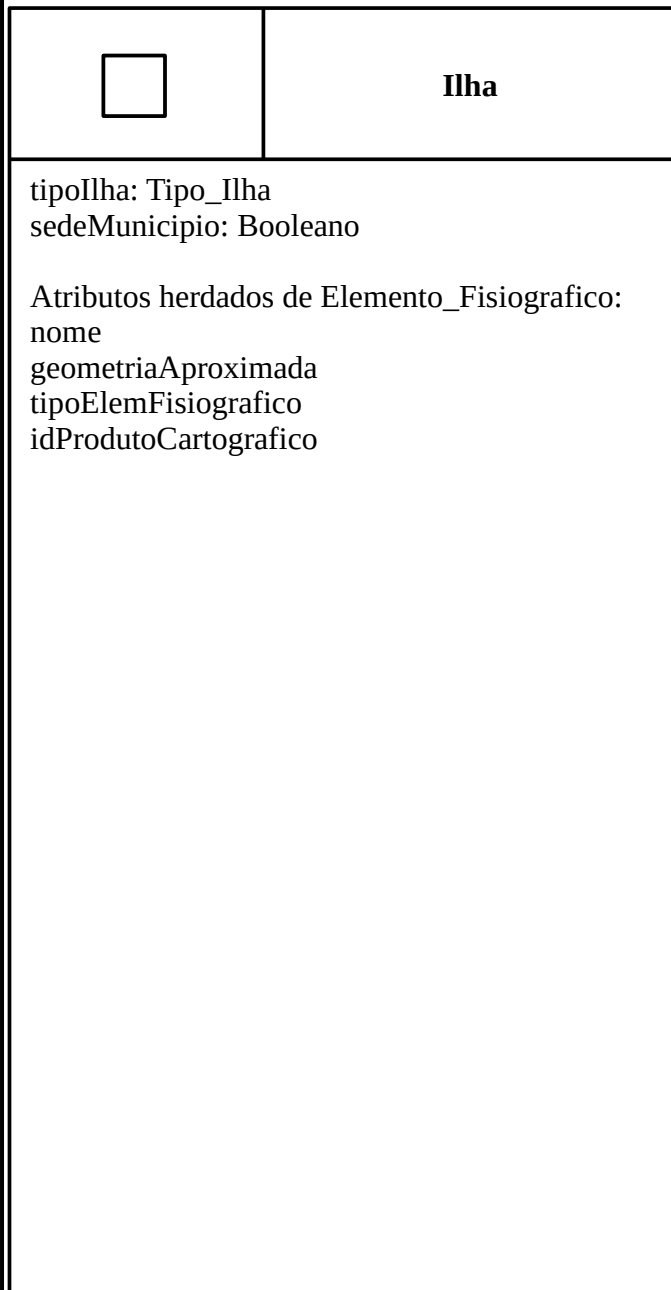 Ilha
tipoIlha: Tipo_Ilha
sedeMunicipio: Booleano
Atributos herdados de Elemento_Fisiografico:
nome
geometriaAproximada
tipoElemFisiografico
idProdutoCartografico